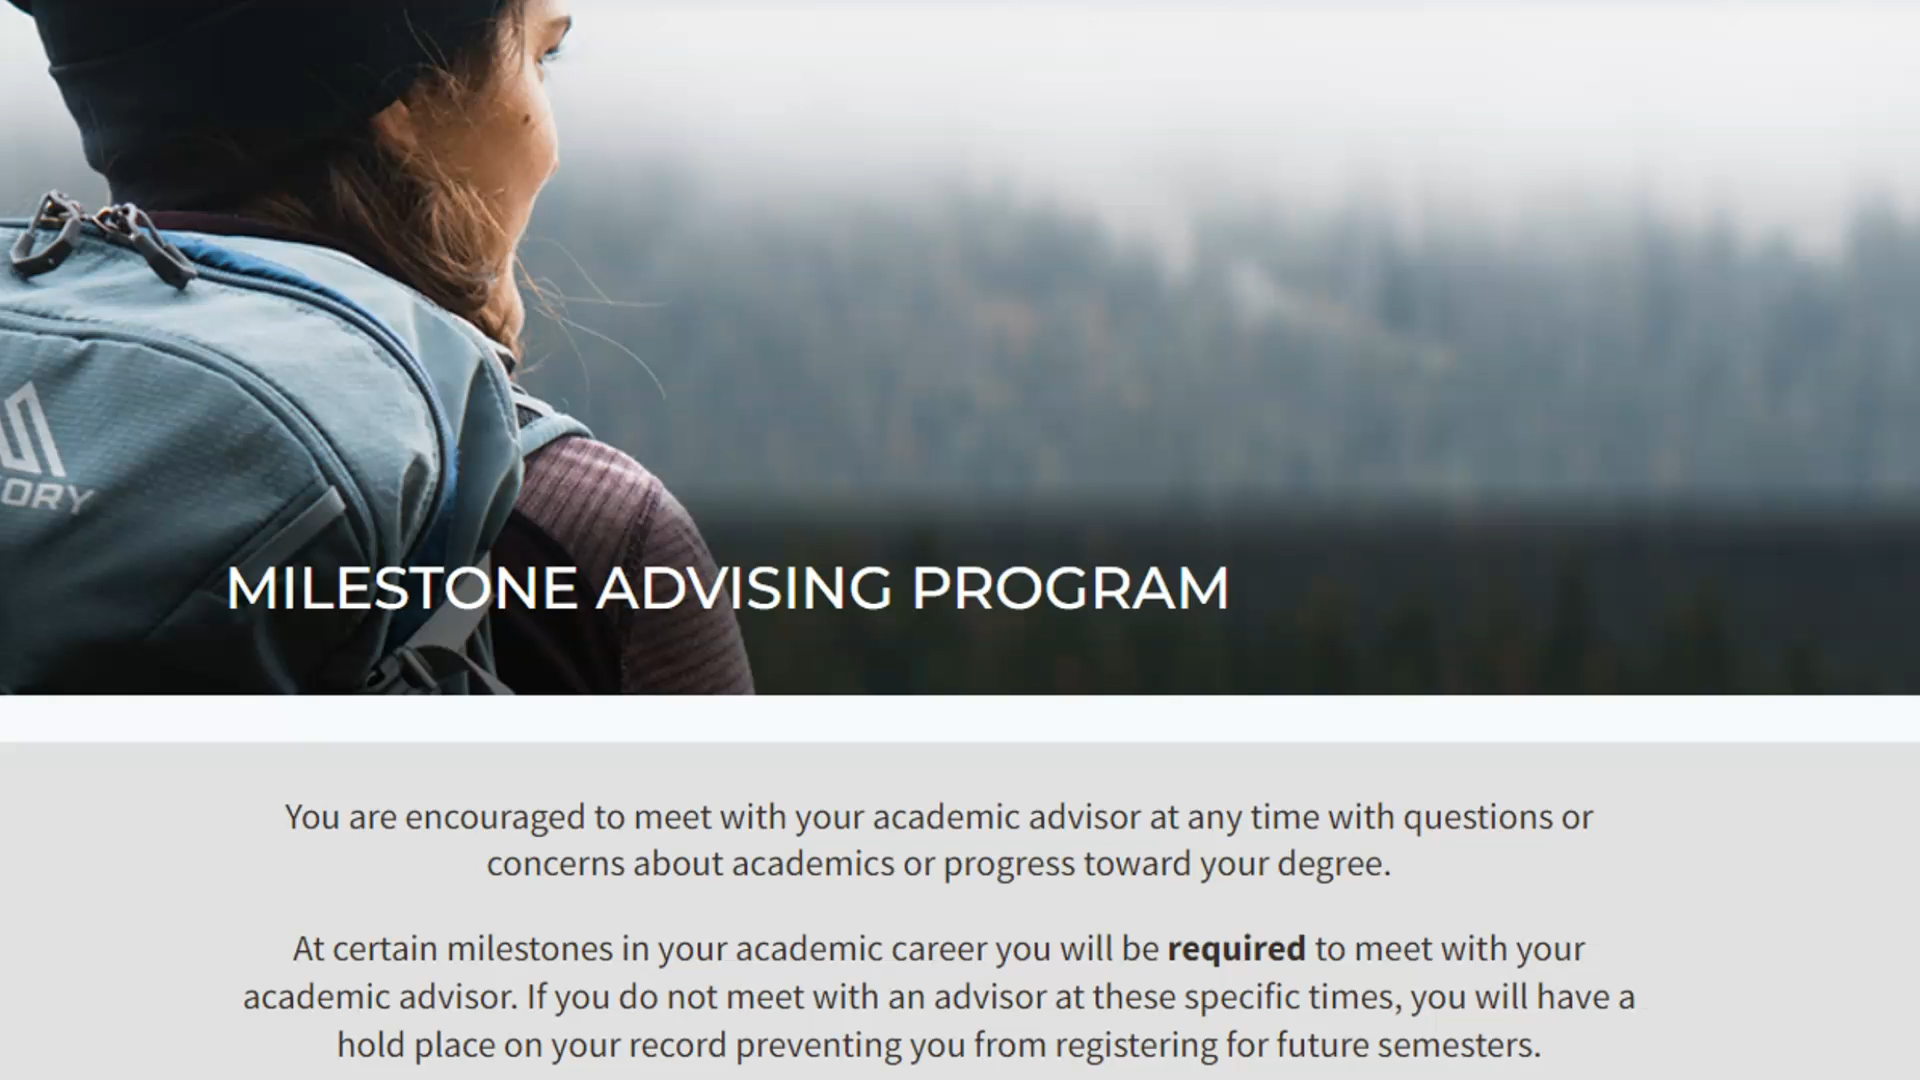 ORY
MILESTONE ADVISING PROGRAM
You are encouraged to meet with your academic advisor at any time with questions or
concerns about academics or progress toward your degree.
At certain milestones in your academic career you will be required to meet with your
academic advisor. If you do not meet with an advisor at these specific times, you will have a
hold place on your record preventing you from registering for future semesters.